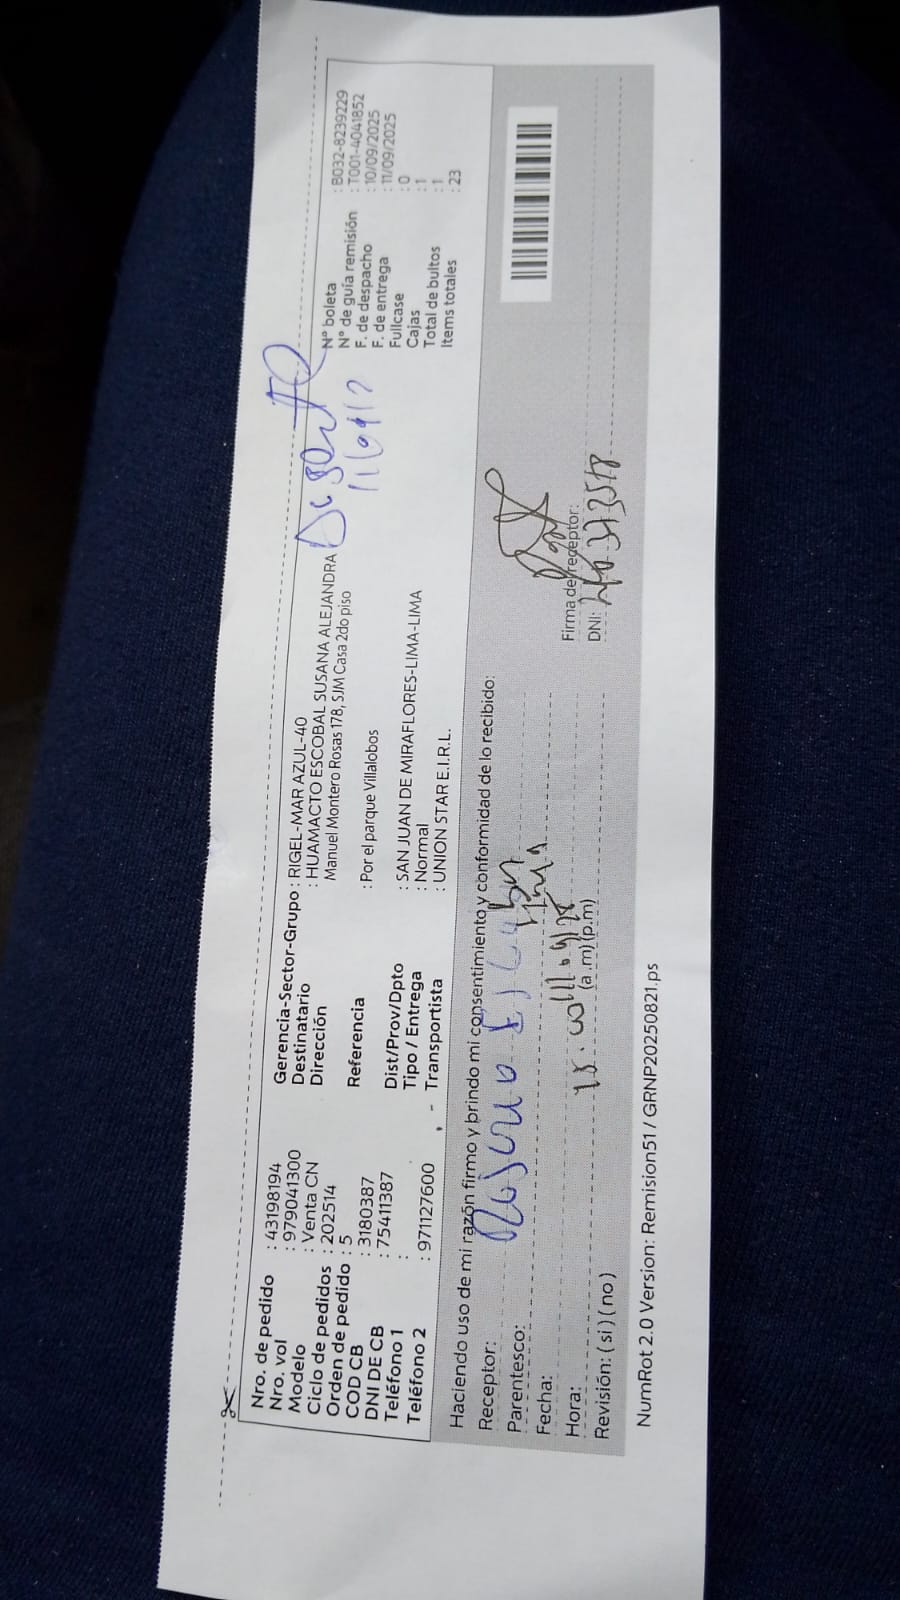 Nro. de pedido : 43198194
Nro. vol : 979041300
Modelo : Venta CN
Ciclo de pedidos : 202514
Orden de pedido : 5
COD CB : 3180387
DNI DE CB : 75411387
Teléfono 1 :
Teléfono 2 : 971127600
Gerencia-Sector-Grupo : RIGEL-MAR AZUL-40
Destinatario : HUAMACTO ESCOBAL SUSANA ALEJANDRA
Dirección Manuel Montero Rosas 178, SJM Casa 2do piso
Referencia : Por el parque Villalobos
Dist/Prov/Dpto : SAN JUAN DE MIRAFLORES-LIMA-LIMA
Tipo / Entrega : Normal
Transportista : UNION STAR E.I.R.L.
N° boleta : B032-8239229
N° de guía remisión : T001-4041852
F. de despacho : 10/09/2025
F. de entrega : 11/09/2025
Fullcase : 0
Cajas : 1
Total de bultos : 1
Items totales : 23
Haciendo uso de mi razón firmo y brindo mi consentimiento y conformidad de lo recibido:
Receptor:
Parentesco:
Fecha:
Hora: (a .m) (p.m)
Revisión: ( si ) ( no )
Firma de receptor:
DNI:
NumRot 2.0 Version: Remision51 / GRNP20250821.ps